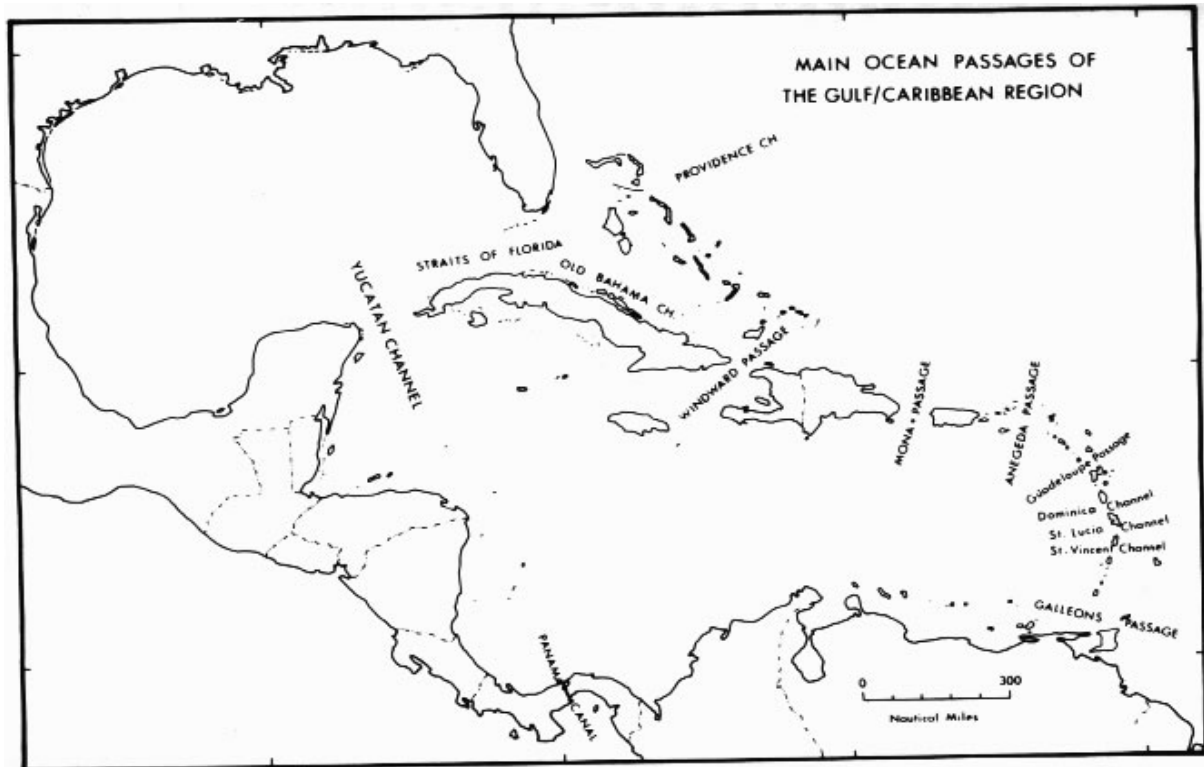 MAIN OCEAN PASSAGES OF
THE GULF/CARIBBEAN REGION
PROVIDENCE CH
STRAITS OF FLORIDA
OLD BAHAMA CH.
YUCATAN CHANNEL
WINDWARD PASSAGE
MONA PASSAGE
ANEGEDA PASSAGE
Guadeloupe Passage
Dominica Channel
St. Lucia Channel
St. Vincent Channel
GALLEONS PASSAGE
PANAMA CANAL
0 300
Nautical Miles